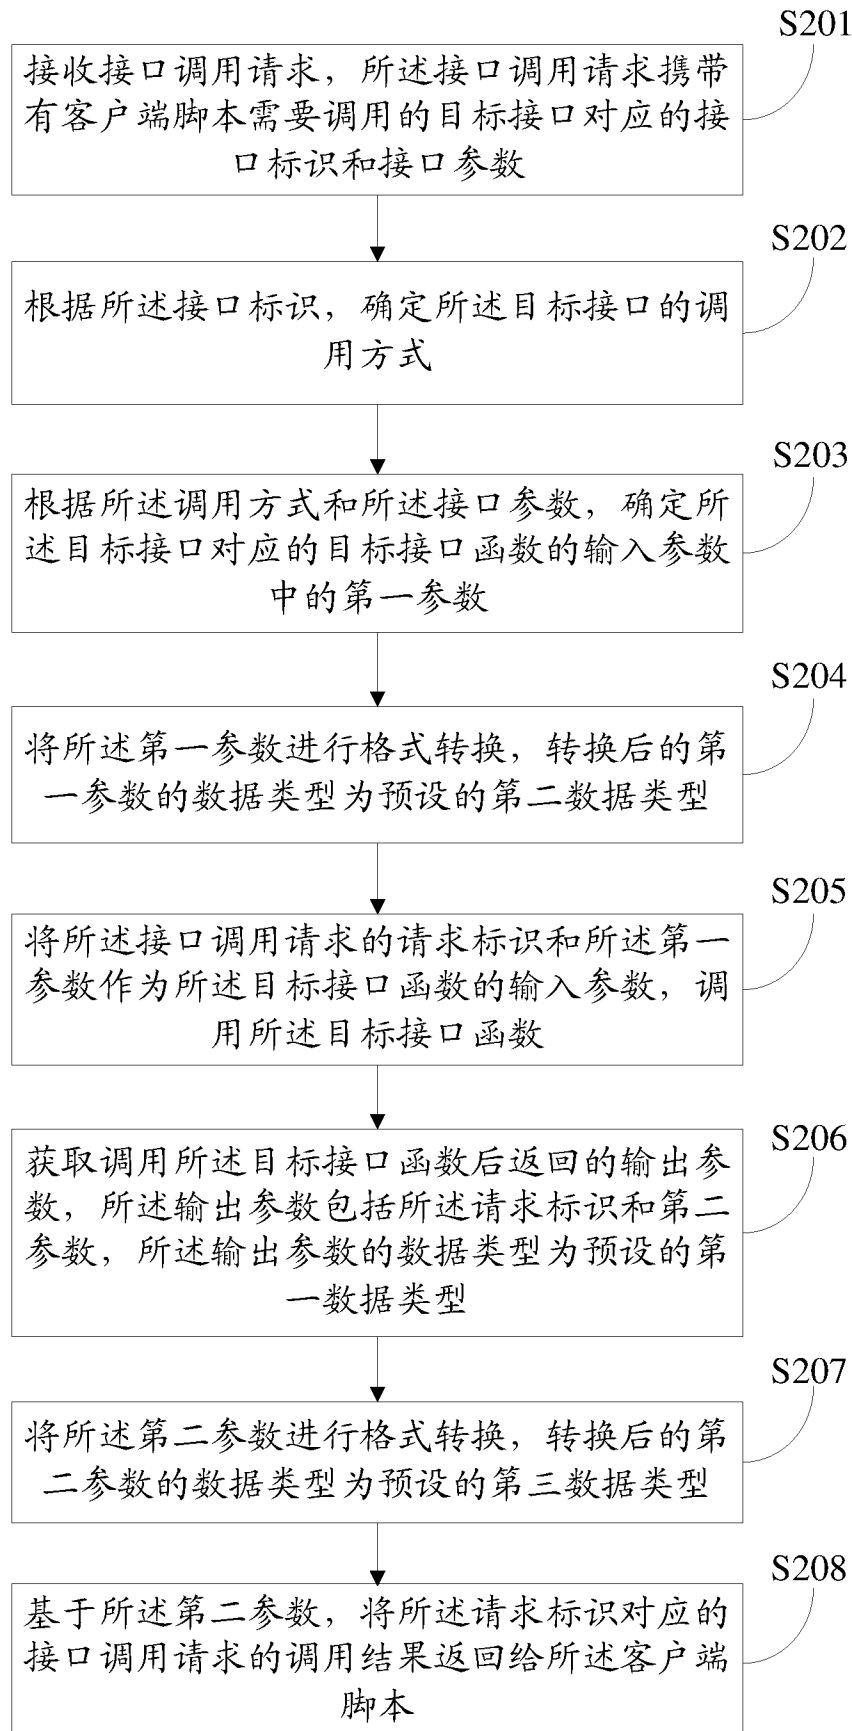 S201
接收接口调用请求，所述接口调用请求携带
有客户端脚本需要调用的目标接口对应的接
口标识和接口参数
S202
根据所述接口标识，确定所述目标接口的调
用方式
S203
根据所述调用方式和所述接口参数，确定所
述目标接口对应的目标接口函数的输入参数
中的第一参数
S204
将所述第一参数进行格式转换，转换后的第
一参数的数据类型为预设的第二数据类型
S205
将所述接口调用请求的请求标识和所述第一
参数作为所述目标接口函数的输入参数，调
用所述目标接口函数
S206
获取调用所述目标接口函数后返回的输出参
数，所述输出参数包括所述请求标识和第二
参数，所述输出参数的数据类型为预设的第
一数据类型
S207
将所述第二参数进行格式转换，转换后的第
二参数的数据类型为预设的第三数据类型
S208
基于所述第二参数，将所述请求标识对应的
接口调用请求的调用结果返回给所述客户端
脚本